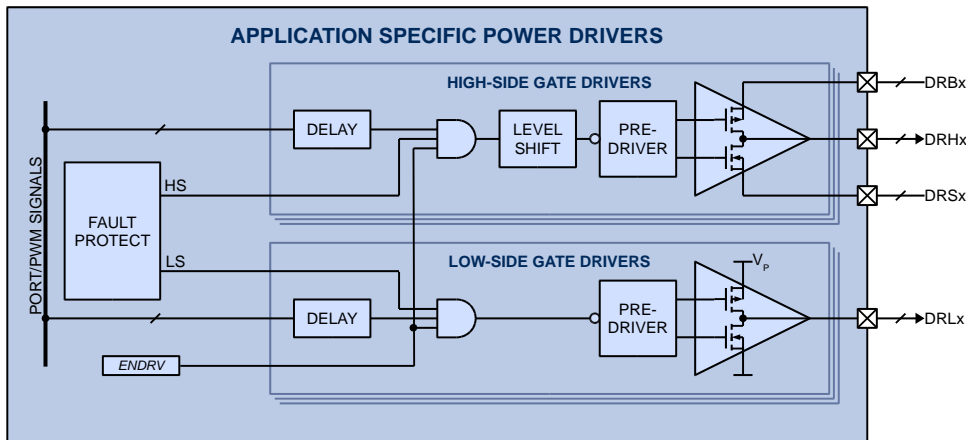 APPLICATION SPECIFIC POWER DRIVERS
HIGH-SIDE GATE DRIVERS
DRBx
DELAY
LEVEL
SHIFT
PRE-
DRIVER
DRHx
PORT/PWM SIGNALS
HS
FAULT
PROTECT
DRSx
LS
LOW-SIDE GATE DRIVERS
VP
DELAY
PRE-
DRIVER
DRLx
ENDRV